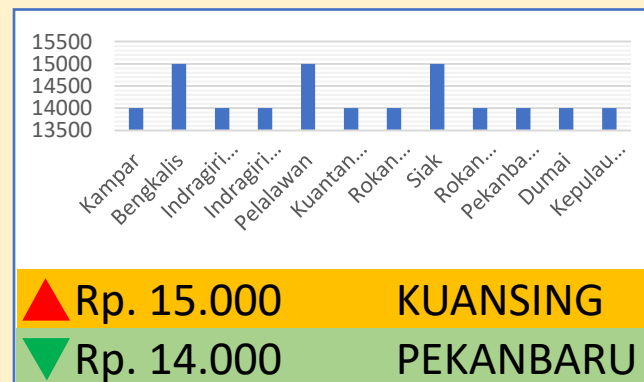 15500
15000
14500
14000
13500
Kampar
Bengkalis
Indragiri...
Indragiri...
Pelalawan
Kuantan...
Rokan...
Siak
Rokan...
Pekanba...
Dumai
Kepulau...
Rp. 15.000 KUANSING
Rp. 14.000 PEKANBARU